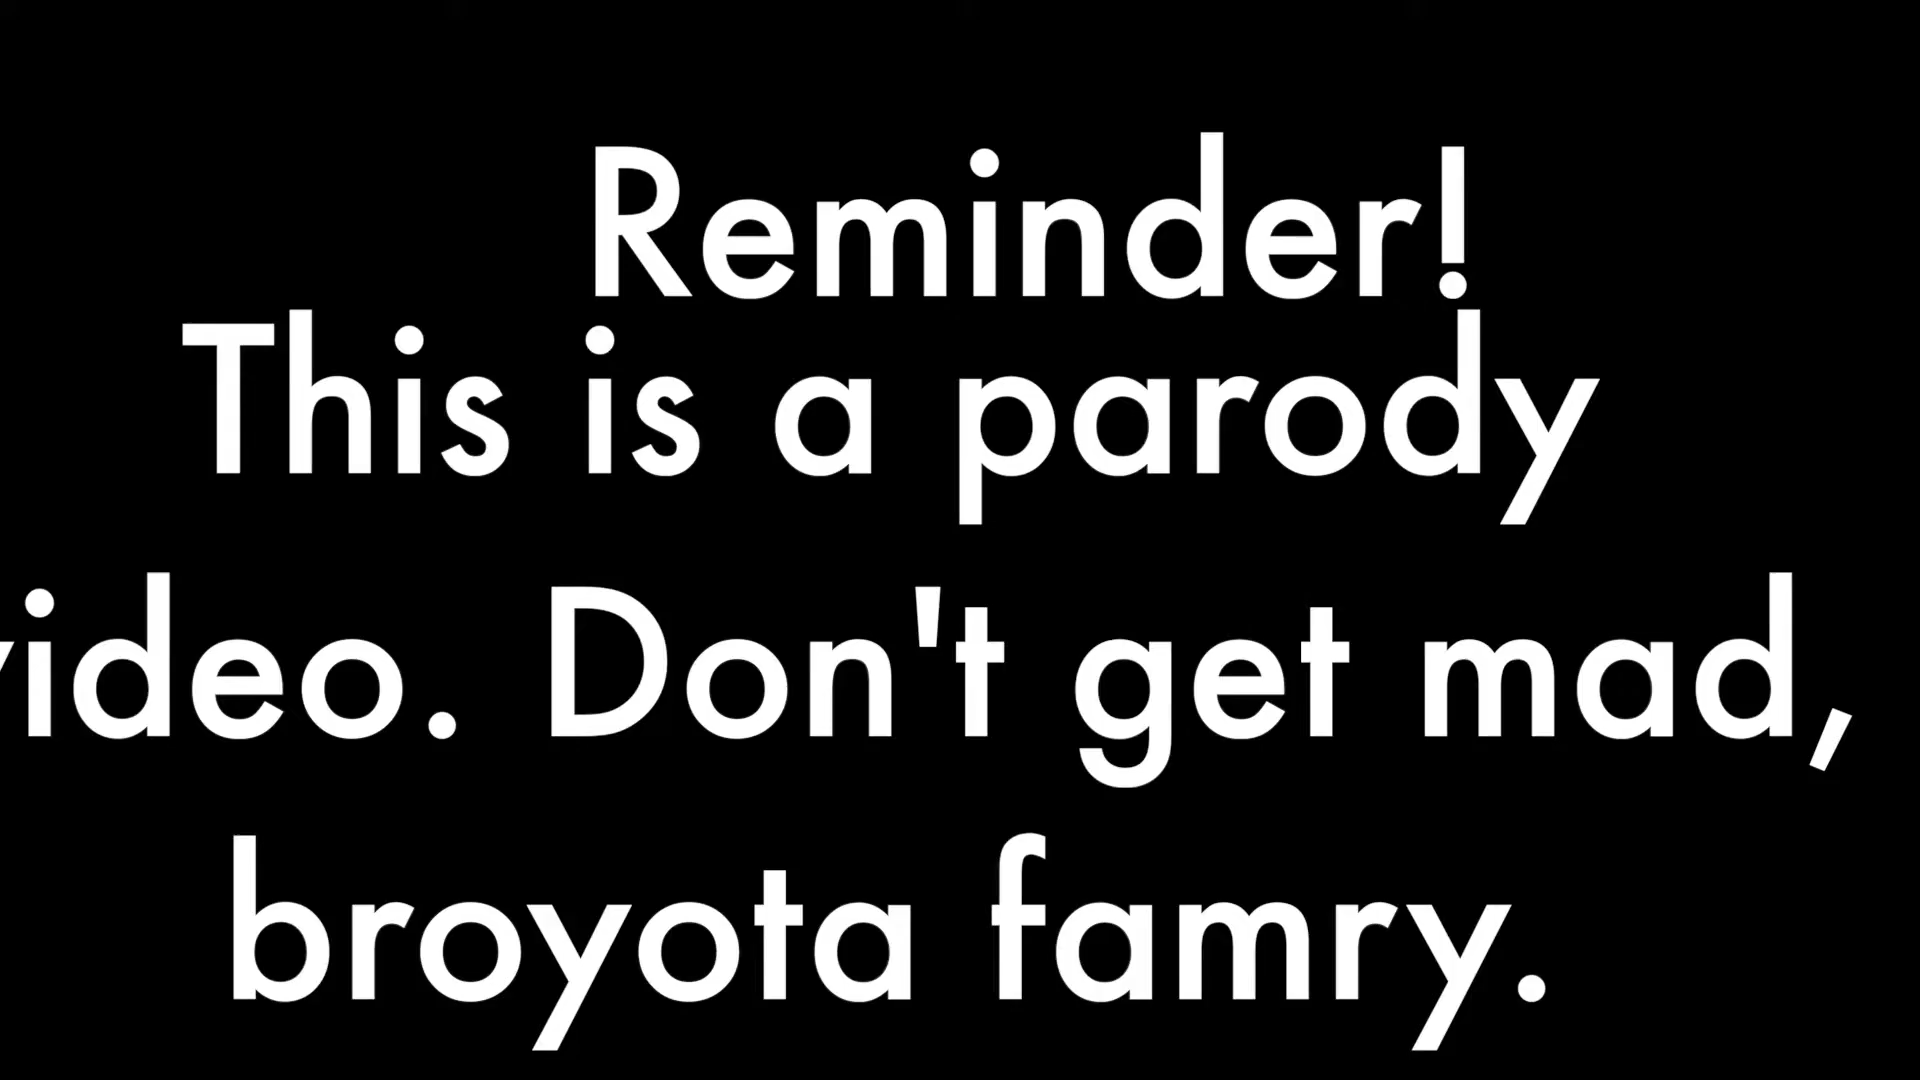 Reminder!
This is a parody
video. Don't get mad,
broyota famry.